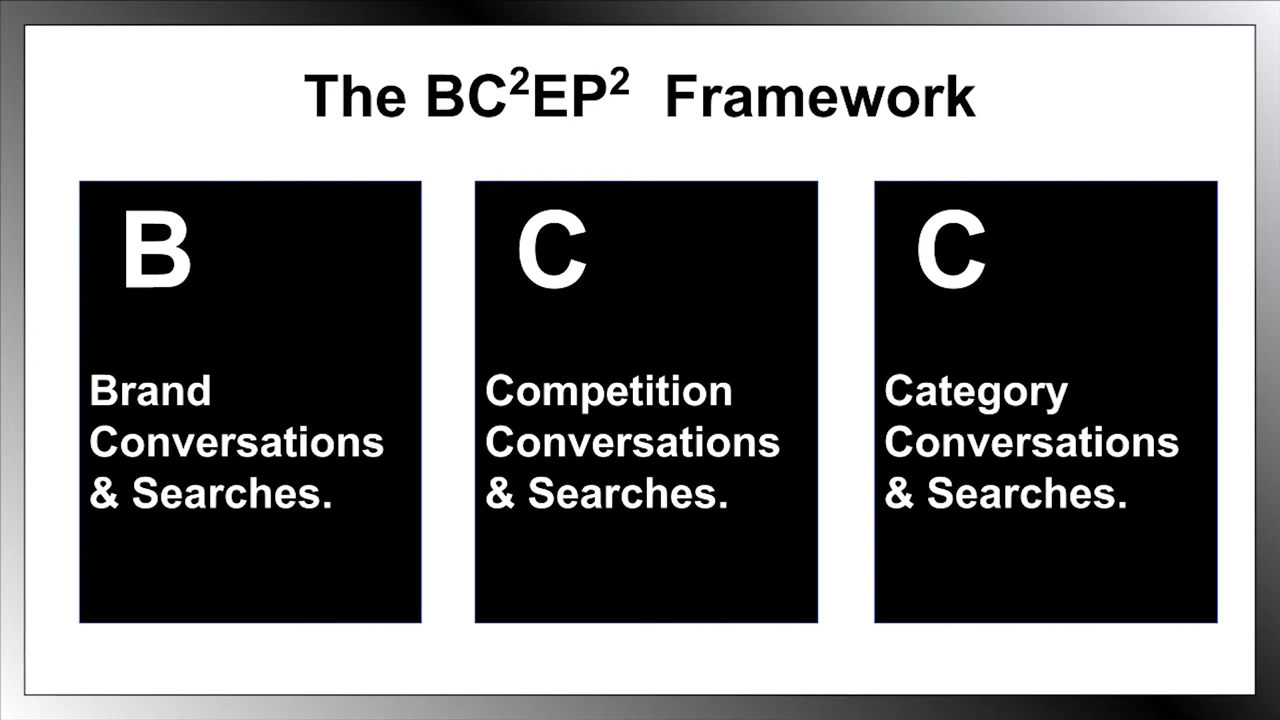 The BC²EP² Framework
B
Brand
Conversations
& Searches.
C
Competition
Conversations
& Searches.
C
Category
Conversations
& Searches.